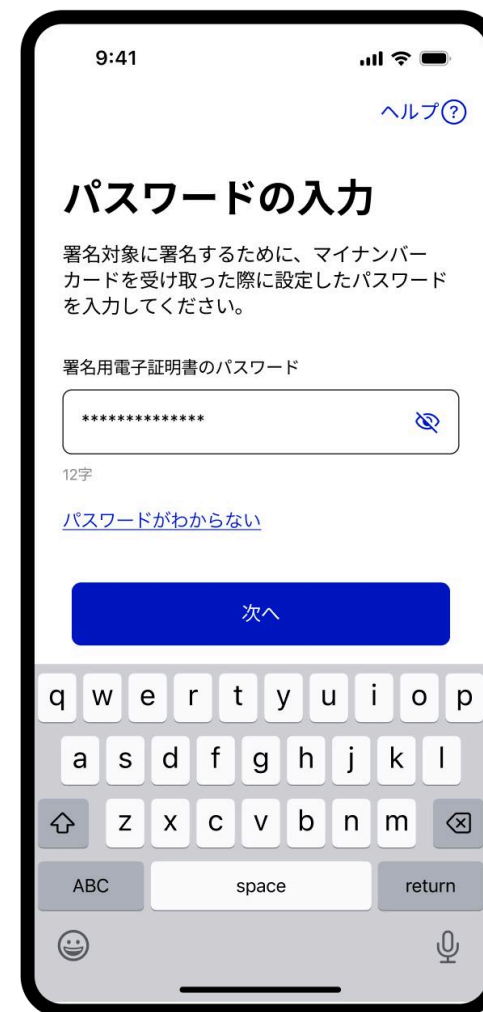 9:41
ヘルプ?
パスワードの入力
署名対象に署名するために、マイナンバー
カードを受け取った際に設定したパスワード
を入力してください。
署名用電子証明書のパスワード
**************
12字
パスワードがわからない
次へ
q w e r t y u i o p
a s d f g h j k l
z x c v b n m
ABC space return